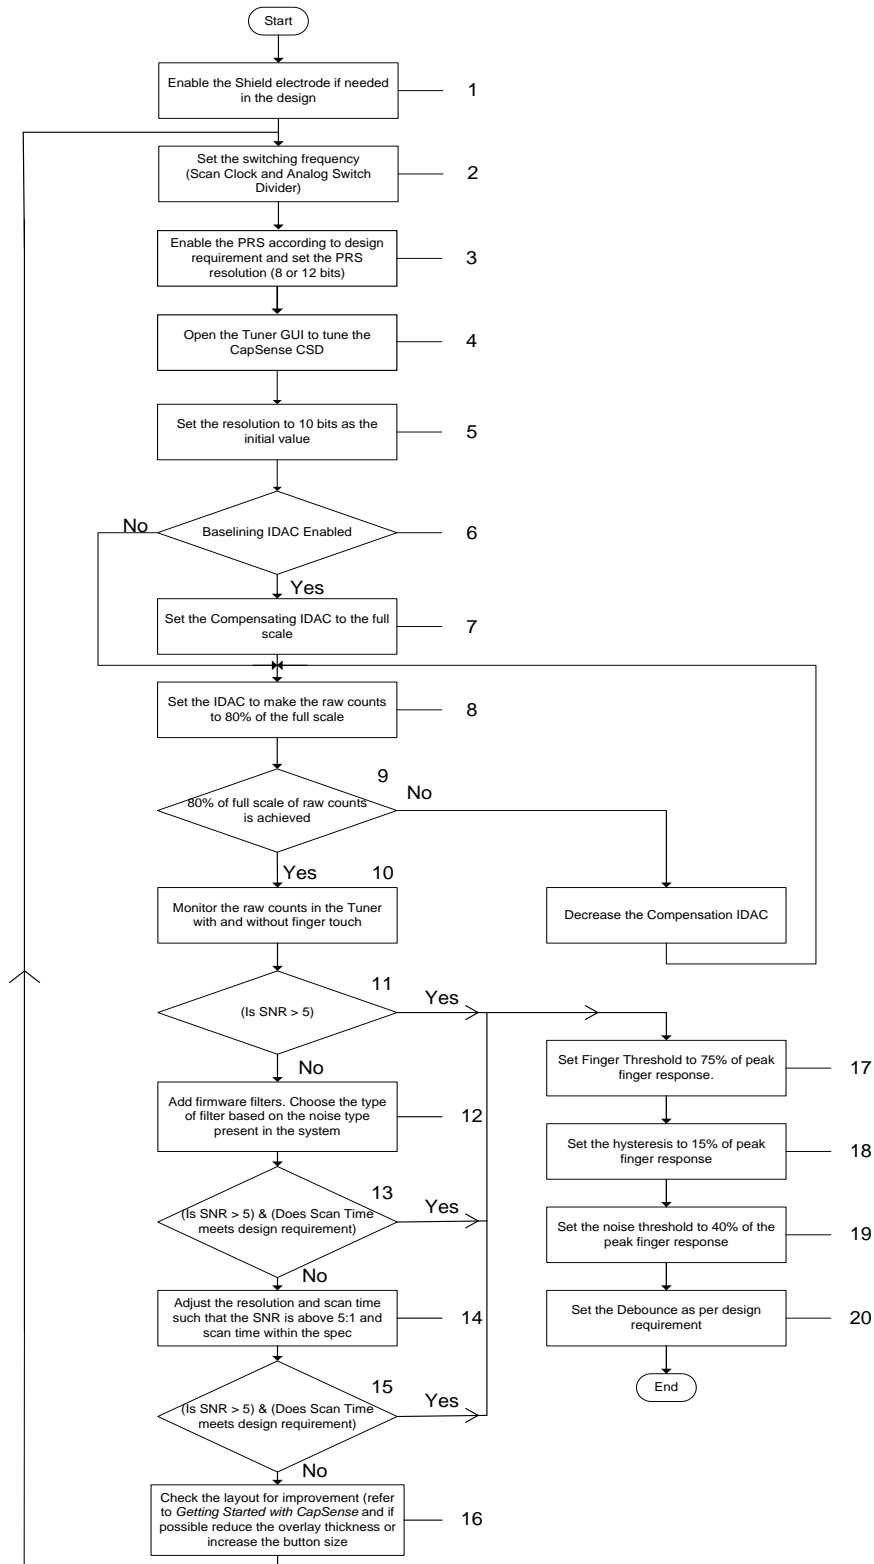 Start
Enable the Shield electrode if needed
in the design
1
Set the switching frequency
(Scan Clock and Analog Switch
Divider)
2
Enable the PRS according to design
requirement and set the PRS
resolution (8 or 12 bits)
3
Open the Tuner GUI to tune the
CapSense CSD
4
Set the resolution to 10 bits as the
initial value
5
No
Baselining IDAC Enabled
6
Yes
Set the Compensating IDAC to the full
scale
7
Set the IDAC to make the raw counts
to 80% of the full scale
8
9
80% of full scale of raw counts
is achieved
No
Yes
10
Monitor the raw counts in the Tuner
with and without finger touch
Decrease the Compensation IDAC
11
(Is SNR > 5)
Yes
No
Add firmware filters. Choose the type
of filter based on the noise type
present in the system
12
13
(Is SNR > 5) & (Does Scan Time
meets design requirement)
Yes
No
Adjust the resolution and scan time
such that the SNR is above 5:1 and
scan time within the spec
14
15
(Is SNR > 5) & (Does Scan Time
meets design requirement)
Yes
No
Check the layout for improvement (refer
to Getting Started with CapSense and if
possible reduce the overlay thickness or
increase the button size
16
Set Finger Threshold to 75% of peak
finger response.
17
Set the hysteresis to 15% of peak
finger response
18
Set the noise threshold to 40% of the
peak finger response
19
Set the Debounce as per design
requirement
20
End